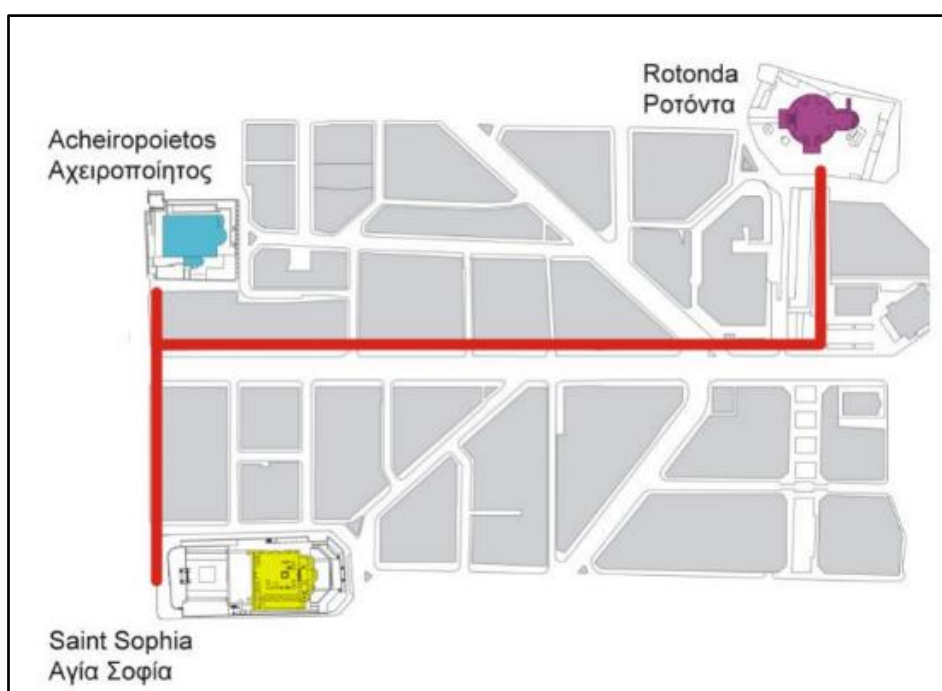 Rotonda
Ροτόντα
Acheiropoietos
Αχειροποίητος
Saint Sophia
Αγία Σοφία